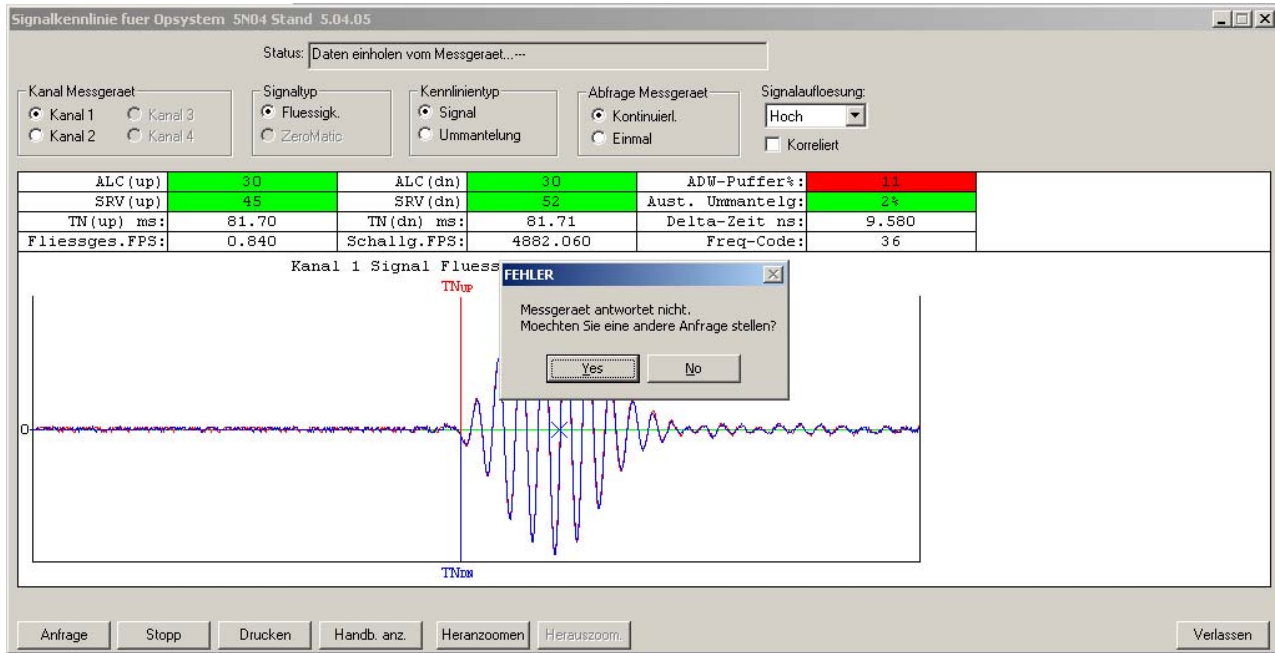 Signalkennlinie fuer Opsystem 5N04 Stand 5.04.05
Status: Daten einholen vom Messgeraet...---
Kanal Messgeraet
Kanal 1 Kanal 3
Kanal 2 Kanal 4
Signaltyp
Fluessigk.
ZeroMatic
Kennlinientyp
Signal
Ummantelung
Abfrage Messgeraet
Kontinuierl.
Einmal
Signalaufloesung:
Hoch
Korreliert
ALC(up) 30 ALC(dn) 30 ADW-Puffer%: 11
SRV(up) 45 SRV(dn) 52 Aust. Ummantelg: 2%
TN(up) ms: 81.70 TN(dn) ms: 81.71 Delta-Zeit ns: 9.580
Fliessges.FPS: 0.840 Schallg.FPS: 4882.060 Freq-Code: 36
Kanal 1 Signal Flues
TNUP
FEHLER
Messgeraet antwortet nicht.
Moechten Sie eine andere Anfrage stellen?
Yes No
0
TNDN
Anfrage Stopp Drucken Handb. anz. Heranzoomen Herauszoom. Verlassen